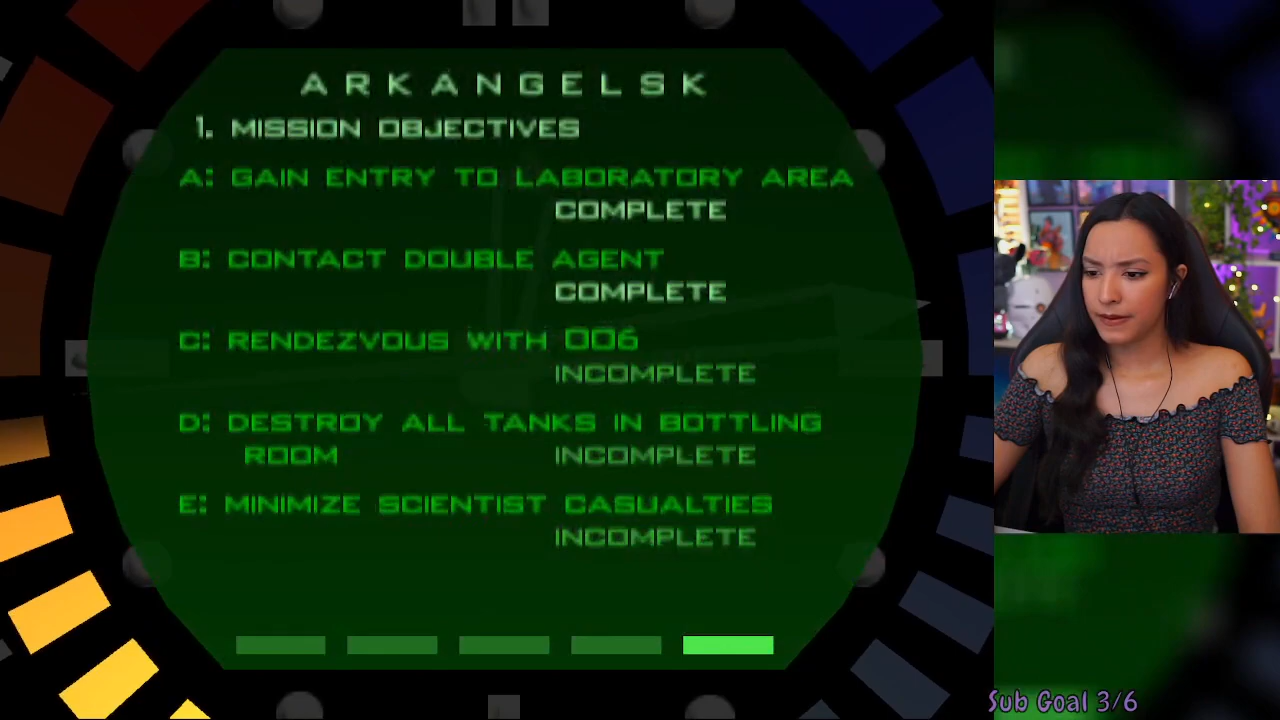 ARKANGELSK
1. MISSION OBJECTIVES
A: GAIN ENTRY TO LABORATORY AREA
COMPLETE
B: CONTACT DOUBLE AGENT
COMPLETE
C: RENDEZVOUS WITH 006
INCOMPLETE
D: DESTROY ALL TANKS IN BOTTLING
ROOM INCOMPLETE
E: MINIMIZE SCIENTIST CASUALTIES
INCOMPLETE
Sub Goal 3/6